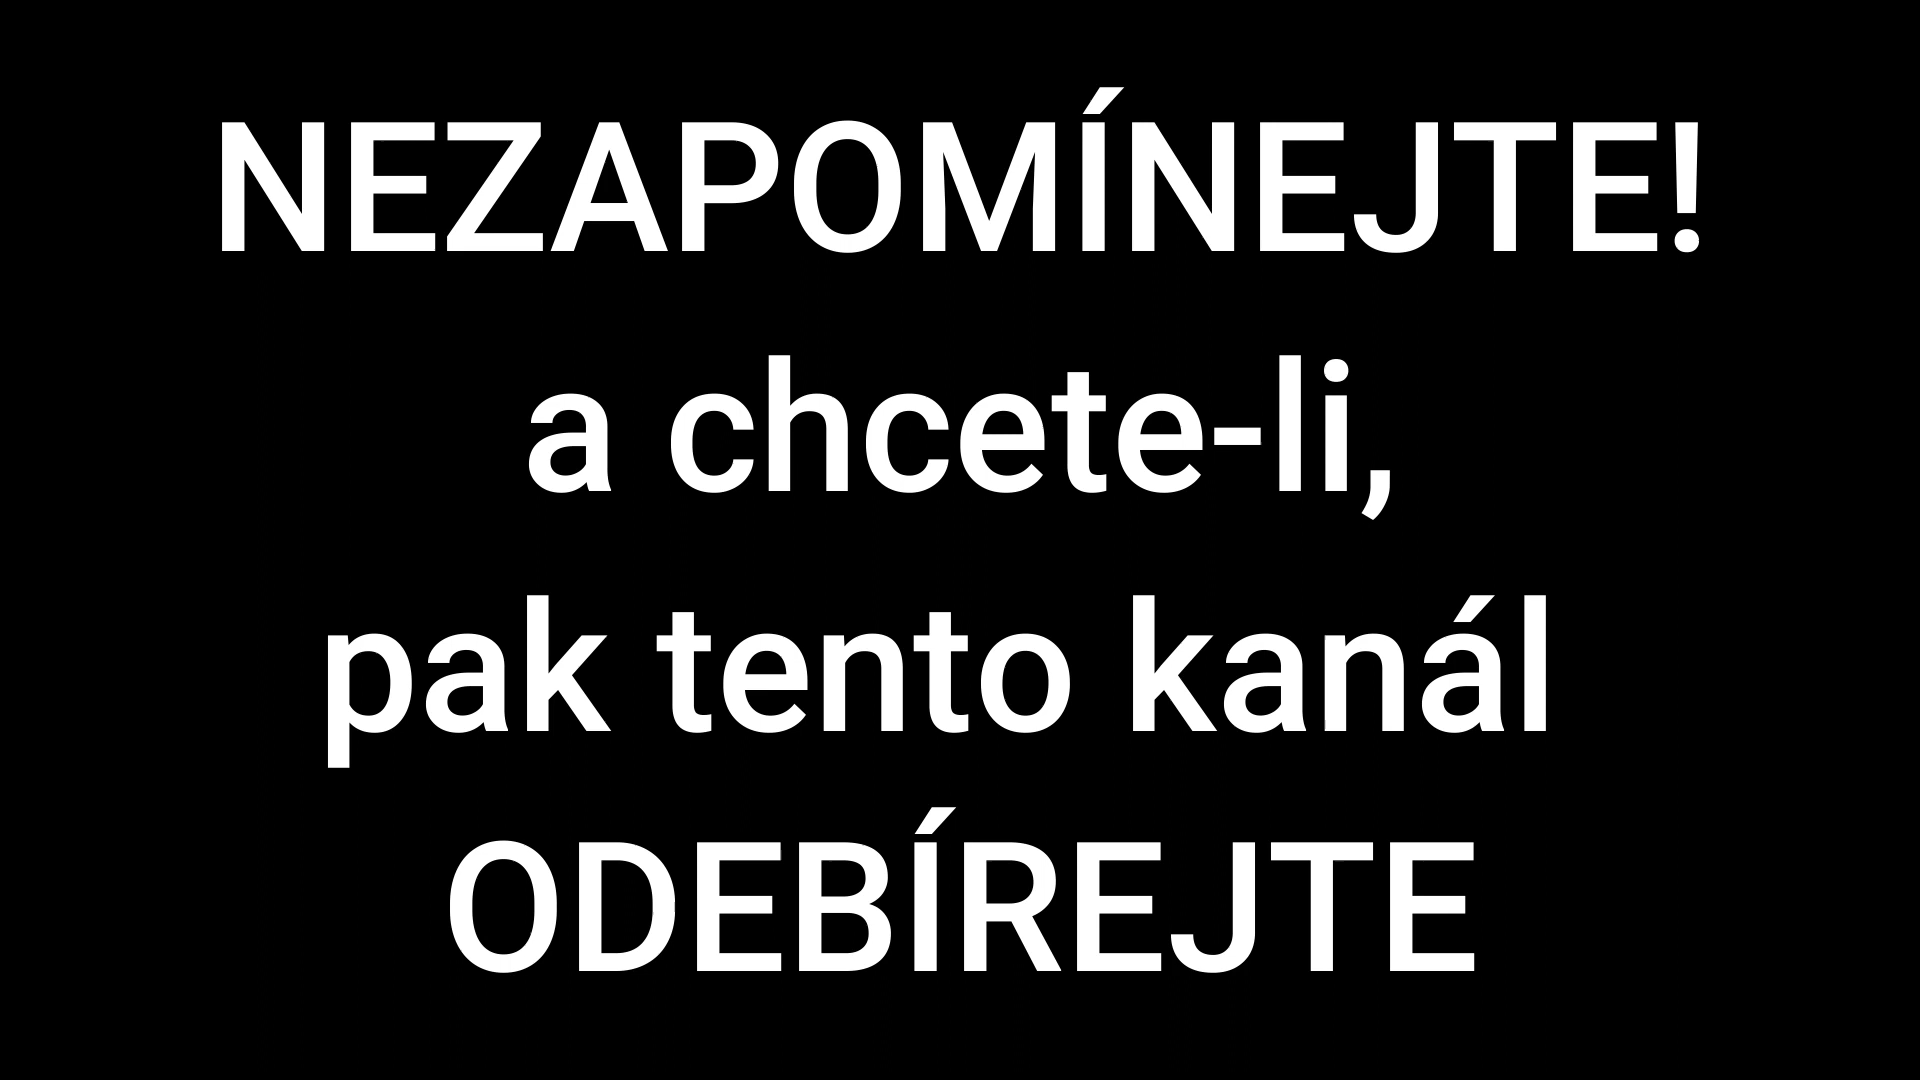 NEZAPOMÍNEJTE!
a chcete-li,
pak tento kanál
ODEBÍREJTE